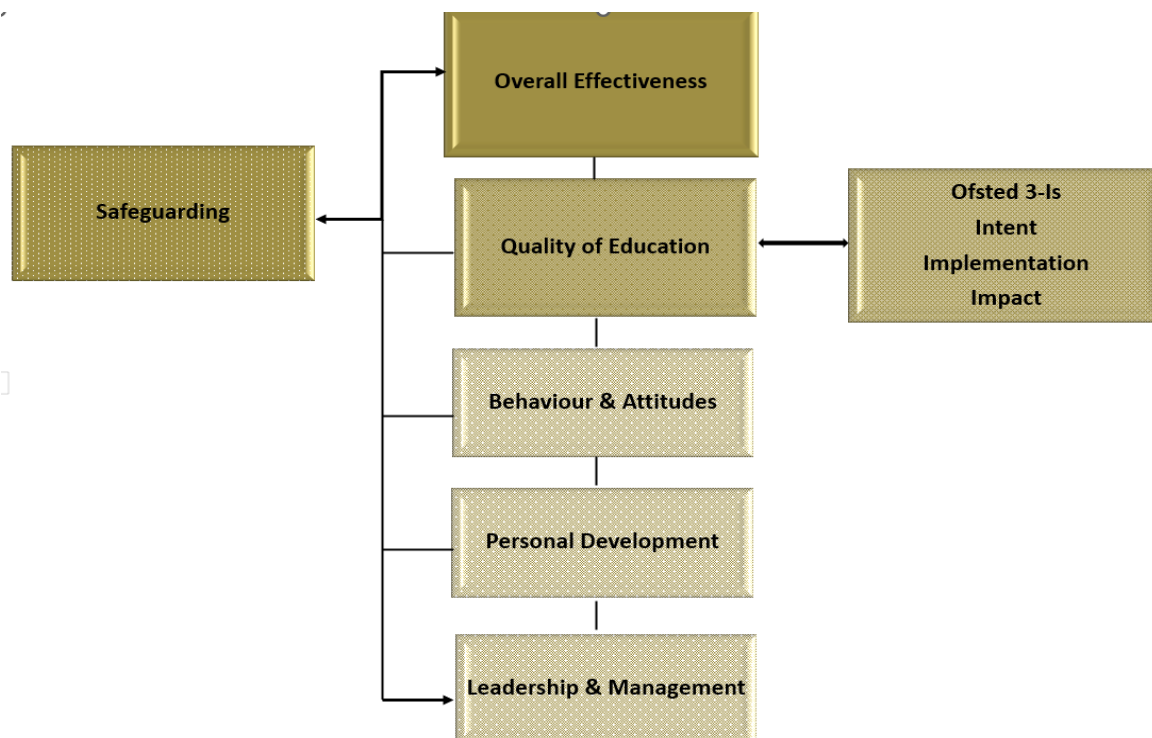 Overall Effectiveness
Safeguarding
Quality of Education
Ofsted 3-Is
Intent
Implementation
Impact
Behaviour & Attitudes
Personal Development
Leadership & Management